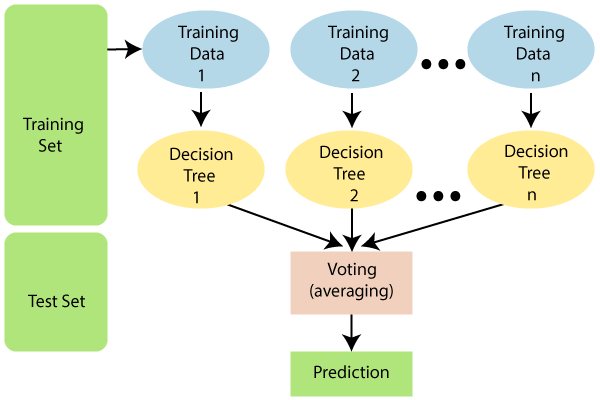 Training
Set
Training
Data
1
Training
Data
2
Training
Data
n
Decision
Tree
1
Decision
Tree
2
Decision
Tree
n
Test Set
Voting
(averaging)
Prediction